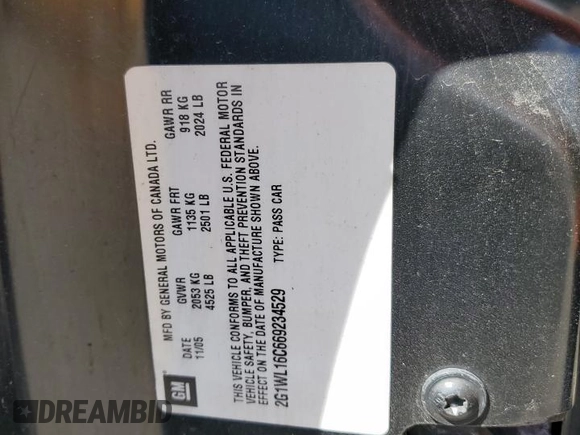 GM
MFD BY GENERAL MOTORS OF CANADA LTD.
DATE GVWR GAWR FRT GAWR RR
11/05 2053 KG 1135 KG 918 KG
4525 LB 2501 LB 2024 LB
THIS VEHICLE CONFORMS TO ALL APPLICABLE U.S. FEDERAL MOTOR
VEHICLE SAFETY, BUMPER, AND THEFT PREVENTION STANDARDS IN
EFFECT ON THE DATE OF MANUFACTURE SHOWN ABOVE.
2G1WL16C669234529 TYPE: PASS CAR
DREAMBID